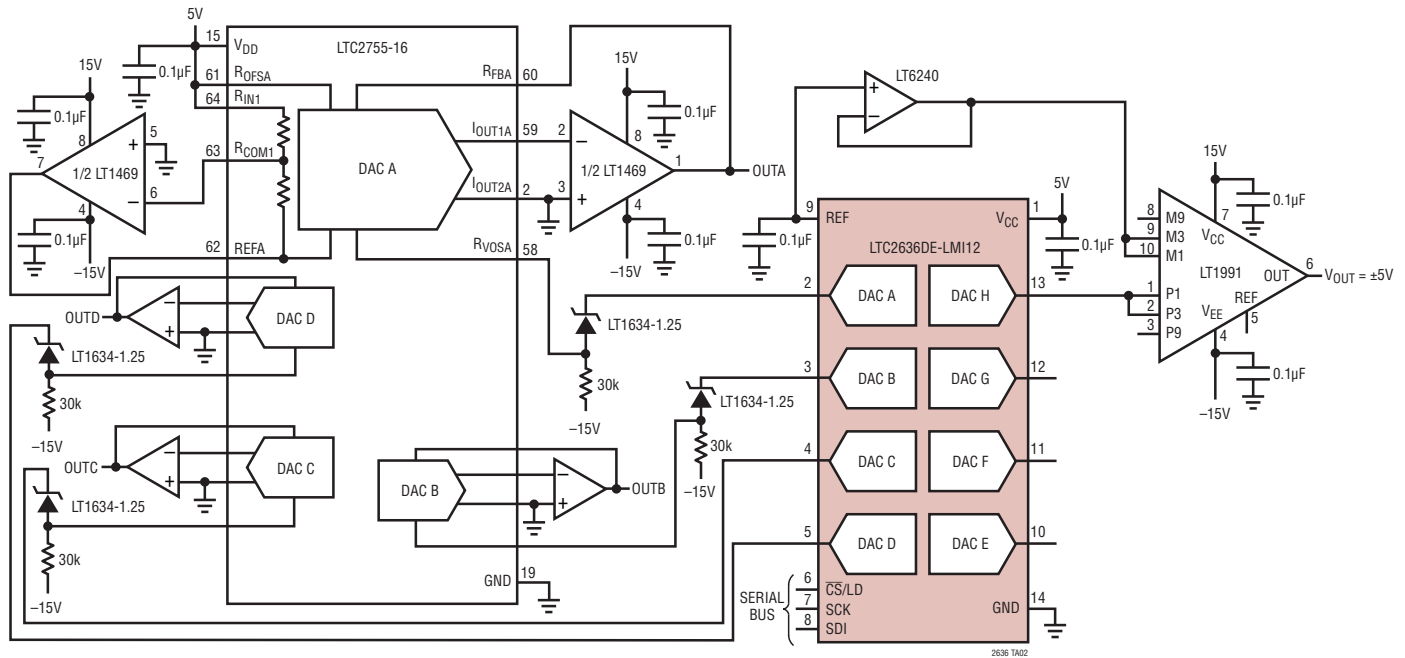 5V
15
VDD
LTC2755-16
0.1µF
61
ROFSA
64
RIN1
63
RCOM1
62
REFA
RFBA
60
IOUT1A
59
IOUT2A
2
RVOSA
58
DAC A
15V
0.1µF
8
5
+
7
1/2 LT1469
6
–
4
0.1µF
–15V
15V
0.1µF
8
2
–
1/2 LT1469
1
OUTA
3
+
4
0.1µF
–15V
OUTD
–
+
DAC D
LT1634-1.25
30k
–15V
OUTC
–
+
DAC C
LT1634-1.25
30k
–15V
DAC B
–
+
OUTB
GND
19
LT1634-1.25
30k
–15V
LT1634-1.25
30k
–15V
LT6240
+
–
0.1µF
9
REF
5V
1
VCC
0.1µF
LTC2636DE-LMI12
2
DAC A
DAC H
13
3
DAC B
DAC G
12
4
DAC C
DAC F
11
5
DAC D
DAC E
10
SERIAL
BUS
6
CS/LD
7
SCK
8
SDI
GND
14
15V
0.1µF
7
VCC
8
M9
9
M3
10
M1
LT1991
OUT
6
VOUT = ±5V
1
P1
2
P3
3
P9
REF
5
VEE
4
0.1µF
–15V
2636 TA02